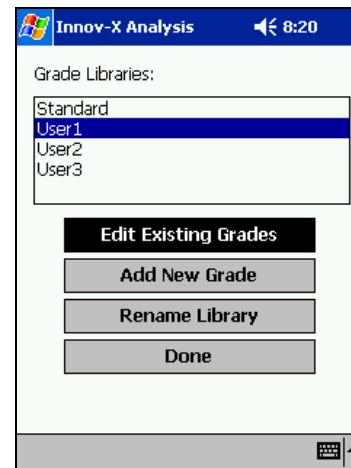 Innov-X Analysis 8:20
Grade Libraries:
Standard
User1
User2
User3
Edit Existing Grades
Add New Grade
Rename Library
Done